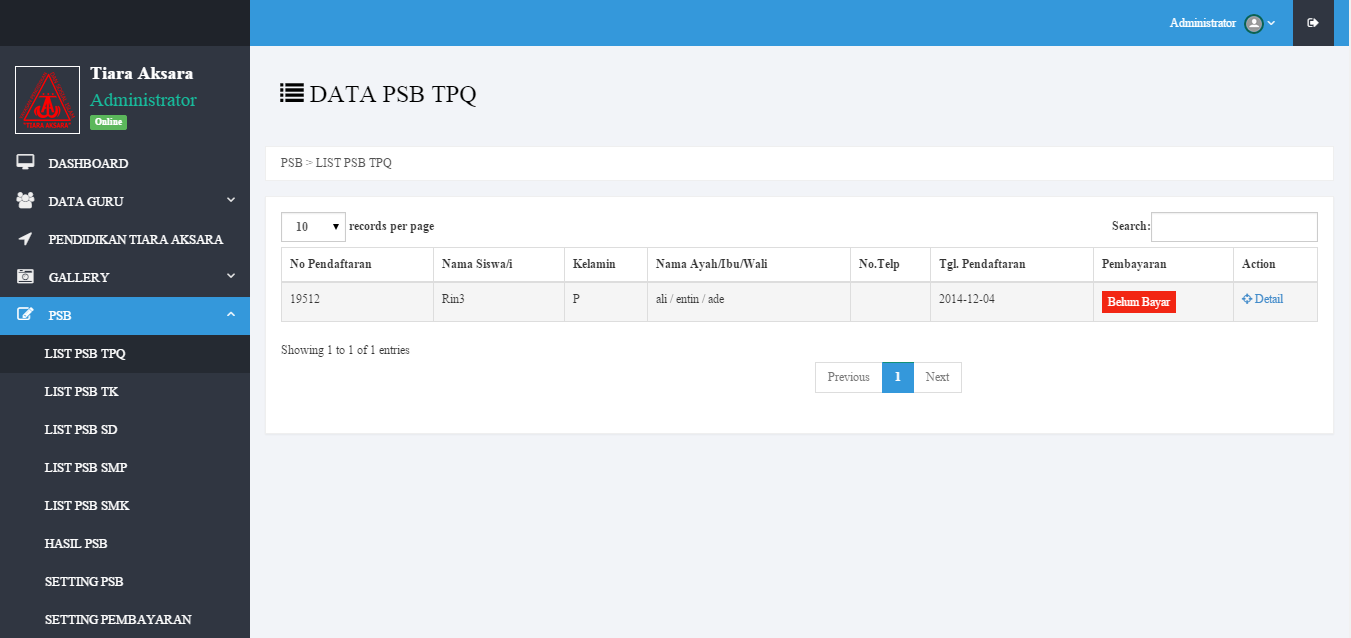 Administrator
Tiara Aksara
Administrator
Online
"TIARA AKSARA"
DASHBOARD
DATA GURU
PENDIDIKAN TIARA AKSARA
GALLERY
PSB
LIST PSB TPQ
LIST PSB TK
LIST PSB SD
LIST PSB SMP
LIST PSB SMK
HASIL PSB
SETTING PSB
SETTING PEMBAYARAN
DATA PSB TPQ
PSB > LIST PSB TPQ
10 records per page Search:
No Pendaftaran Nama Siswa/i Kelamin Nama Ayah/Ibu/Wali No.Telp Tgl. Pendaftaran Pembayaran Action
19512 Rin3 P ali / entin / ade 2014-12-04 Belum Bayar Detail
Showing 1 to 1 of 1 entries
Previous 1 Next